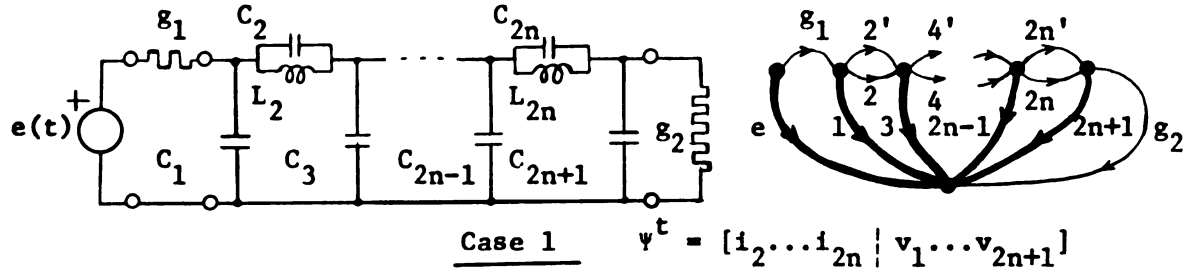 g₁ C₂ C₂ₙ
L₂ L₂ₙ
+
e(t)
C₁ C₃ C₂ₙ₋₁ C₂ₙ₊₁ g₂
g₁ 2' 4' 2n'
2 4 2n
e 1 3 2n-1 2n+1 g₂
Case 1 ψᵗ = [i₂...i₂ₙ ¦ v₁...v₂ₙ₊₁]